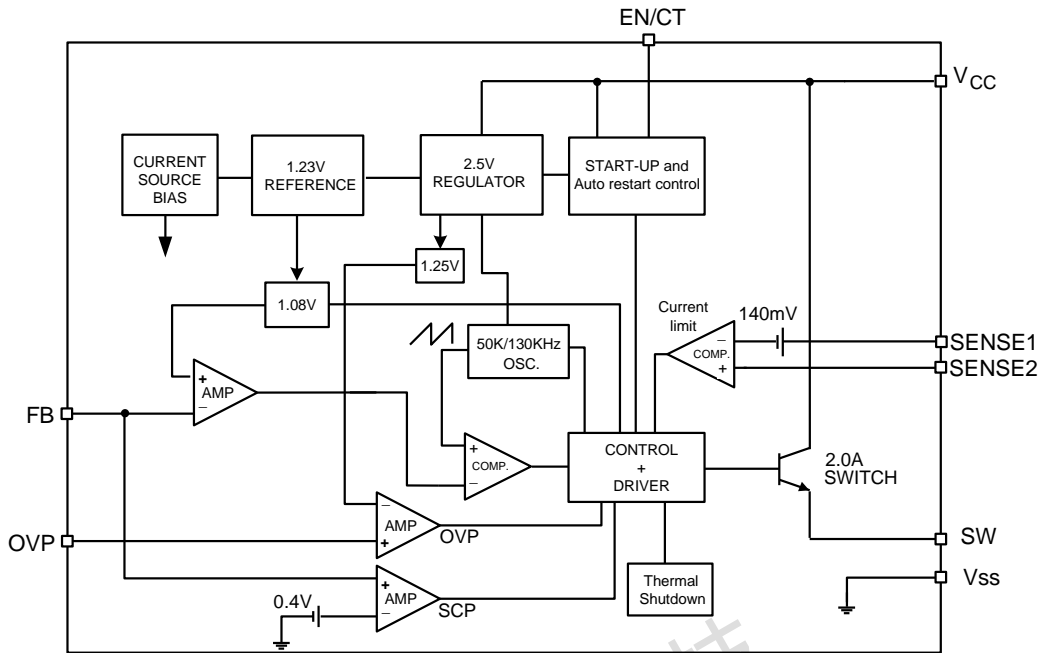 EN/CT
VCC
CURRENT
SOURCE
BIAS
1.23V
REFERENCE
2.5V
REGULATOR
START-UP and
Auto restart control
1.25V
1.08V
50K/130KHz
OSC.
Current
limit
140mV
−
COMP.
+
SENSE1
SENSE2
+
AMP
−
FB
+
COMP.
−
CONTROL
+
DRIVER
2.0A
SWITCH
−
AMP
+
OVP
OVP
SW
+
AMP
−
SCP
0.4V
Thermal
Shutdown
Vss